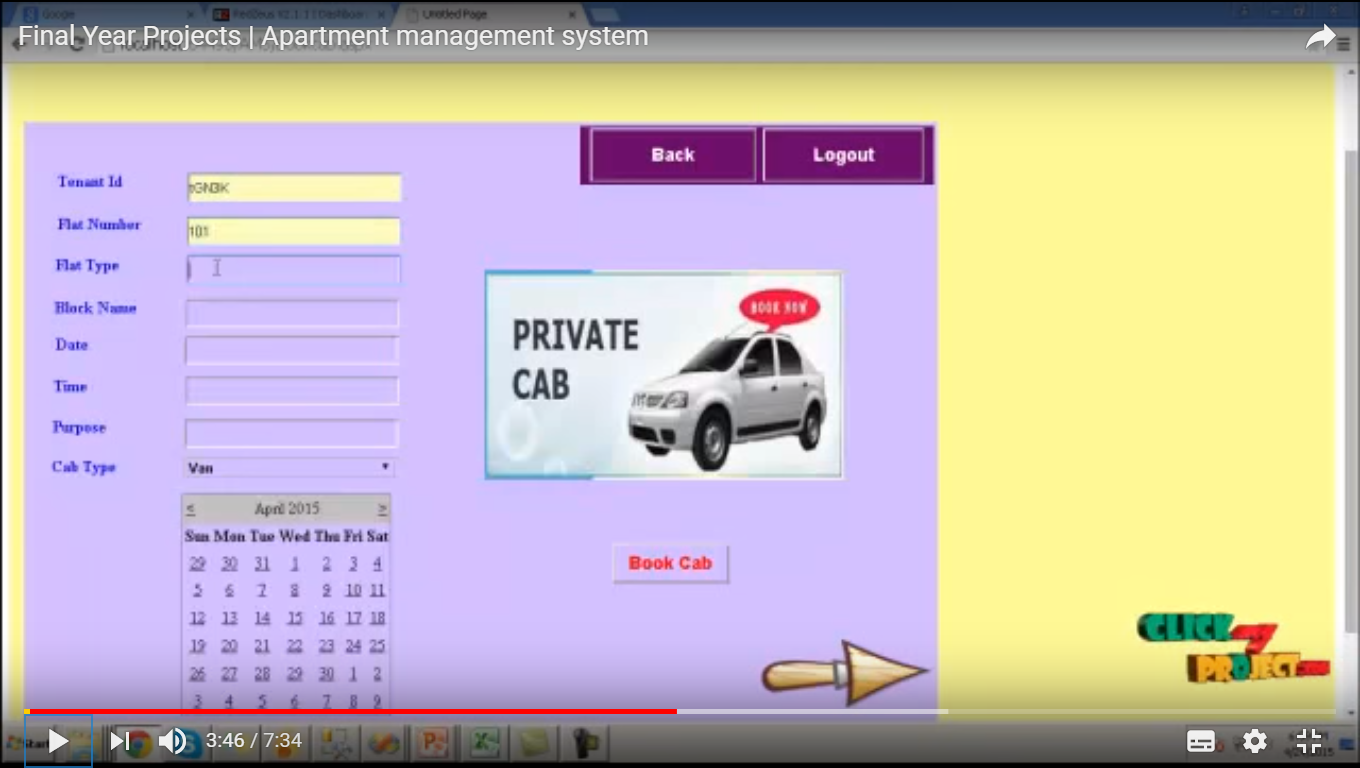 Google
Untitled Page
Final Year Projects | Apartment management system
Back
Logout
Tenant Id
Flat Number
101
Flat Type
Block Name
Date
Time
Purpose
Cab Type
Van
BOOK NOW
PRIVATE
CAB
< April 2015 >
Sun Mon Tue Wed Thu Fri Sat
29 30 31 1 2 3 4
5 6 7 8 9 10 11
12 13 14 15 16 17 18
19 20 21 22 23 24 25
26 27 28 29 30 1 2
3 4 5 6 7 8 9
Book Cab
CLICK
MY
PROJECT
Start
3:46 / 7:34